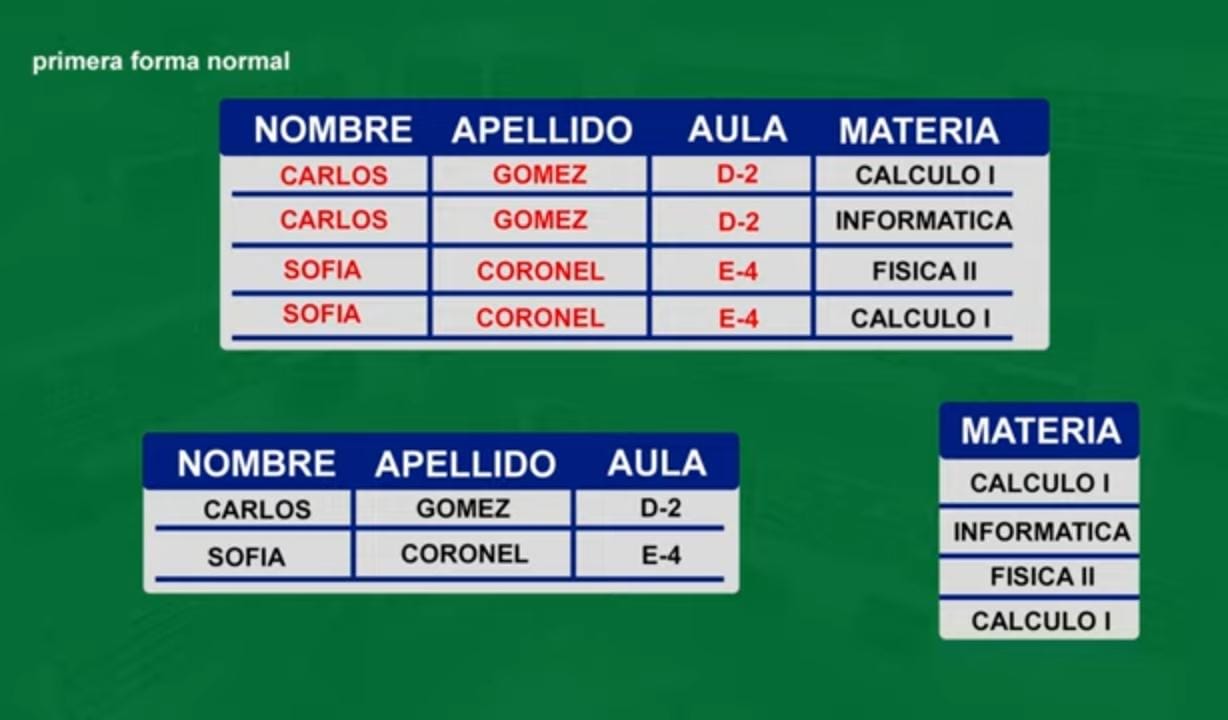 primera forma normal
NOMBRE APELLIDO AULA MATERIA
CARLOS GOMEZ D-2 CALCULO I
CARLOS GOMEZ D-2 INFORMATICA
SOFIA CORONEL E-4 FISICA II
SOFIA CORONEL E-4 CALCULO I
NOMBRE APELLIDO AULA
CARLOS GOMEZ D-2
SOFIA CORONEL E-4
MATERIA
CALCULO I
INFORMATICA
FISICA II
CALCULO I